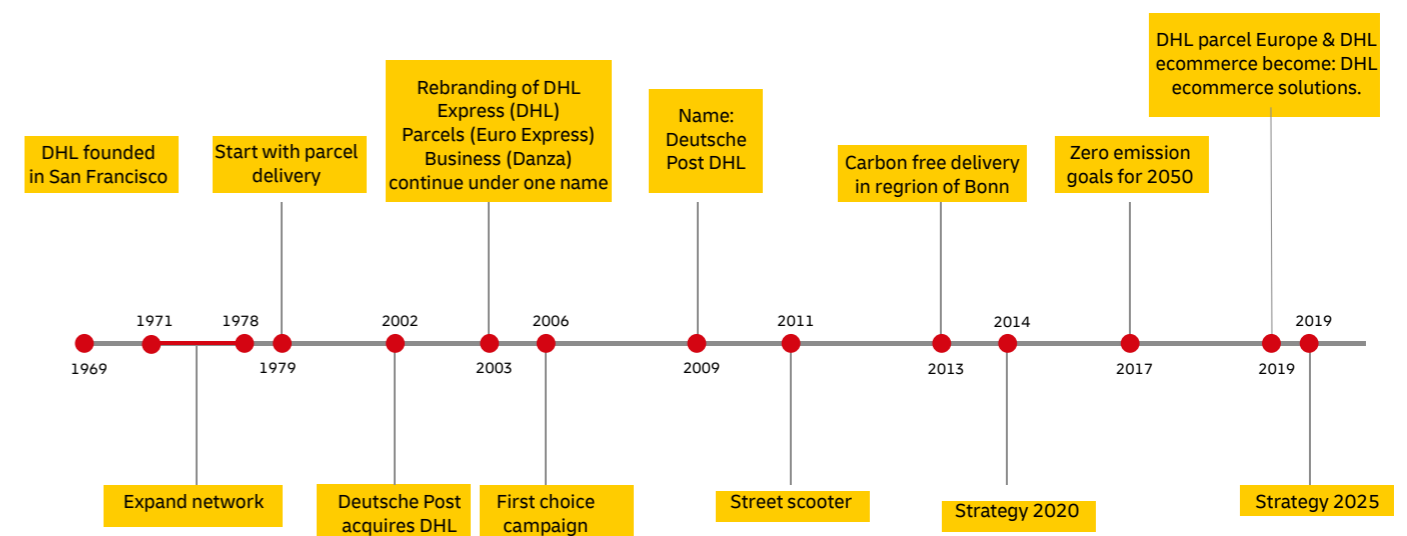 DHL parcel Europe & DHL
ecommerce become: DHL
ecommerce solutions.
Rebranding of DHL
Express (DHL)
Parcels (Euro Express)
Business (Danza)
continue under one name
Name:
Deutsche
Post DHL
DHL founded
in San Francisco
Start with parcel
delivery
Carbon free delivery
in regrion of Bonn
Zero emission
goals for 2050
1971
1978
2002
2006
2011
2014
2019
1969
1979
2003
2009
2013
2017
2019
Expand network
Deutsche Post
acquires DHL
First choice
campaign
Street scooter
Strategy 2020
Strategy 2025